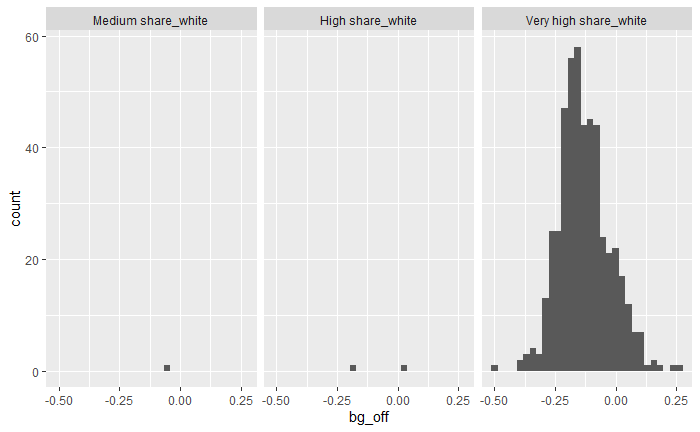 Medium share_white
High share_white
Very high share_white
60
40
20
0
count
-0.50 -0.25 0.00 0.25
-0.50 -0.25 0.00 0.25
-0.50 -0.25 0.00 0.25
bg_off